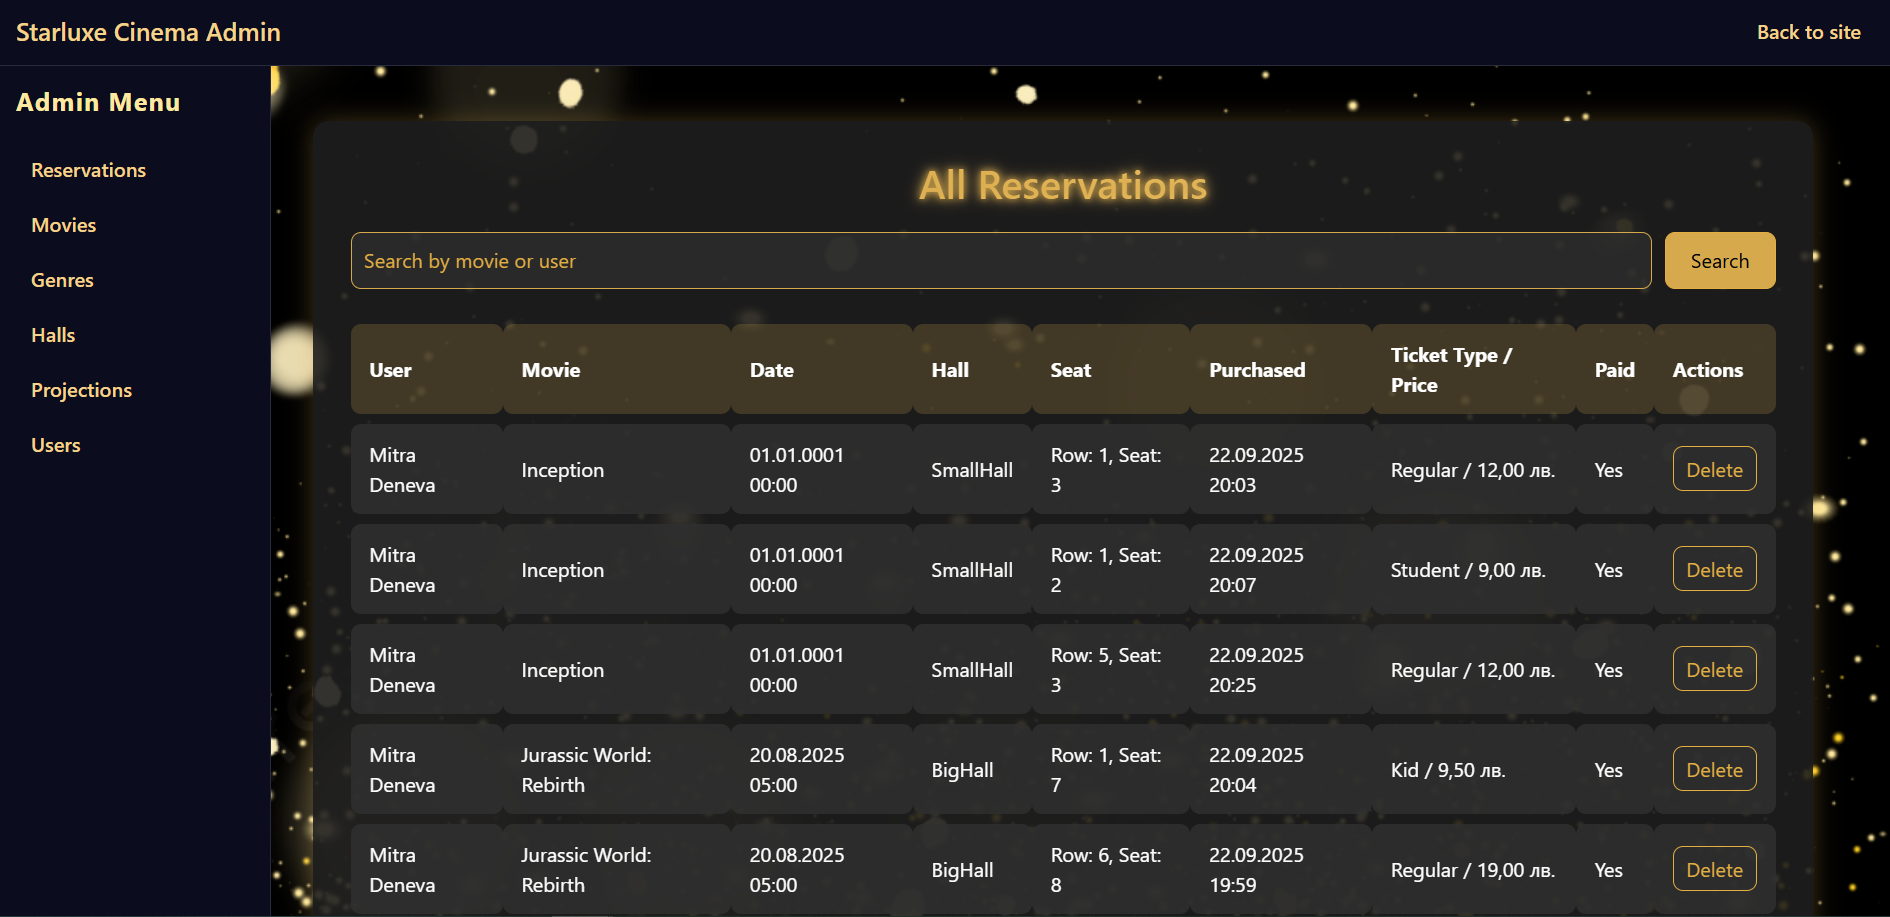 Starluxe Cinema Admin
Back to site
Admin Menu
Reservations
Movies
Genres
Halls
Projections
Users
All Reservations
Search by movie or user
Search
User Movie Date Hall Seat Purchased Ticket Type / Price Paid Actions
Mitra Deneva Inception 01.01.0001 00:00 SmallHall Row: 1, Seat: 3 22.09.2025 20:03 Regular / 12,00 лв. Yes Delete
Mitra Deneva Inception 01.01.0001 00:00 SmallHall Row: 1, Seat: 2 22.09.2025 20:07 Student / 9,00 лв. Yes Delete
Mitra Deneva Inception 01.01.0001 00:00 SmallHall Row: 5, Seat: 3 22.09.2025 20:25 Regular / 12,00 лв. Yes Delete
Mitra Deneva Jurassic World: Rebirth 20.08.2025 05:00 BigHall Row: 1, Seat: 7 22.09.2025 20:04 Kid / 9,50 лв. Yes Delete
Mitra Deneva Jurassic World: Rebirth 20.08.2025 05:00 BigHall Row: 6, Seat: 8 22.09.2025 19:59 Regular / 19,00 лв. Yes Delete